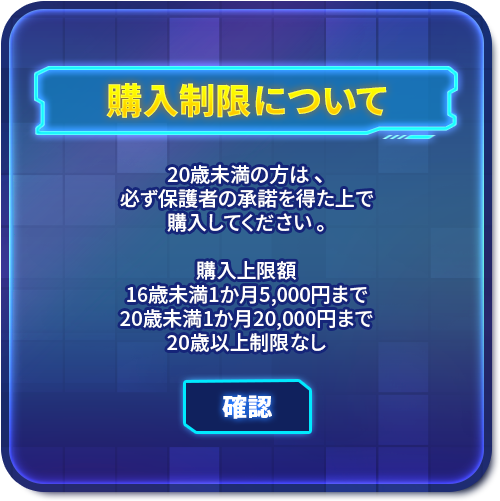 購入制限について
20歳未満の方は、
必ず保護者の承諾を得た上で
購入してください。
購入上限額
16歳未満1か月5,000円まで
20歳未満1か月20,000円まで
20歳以上制限なし
確認